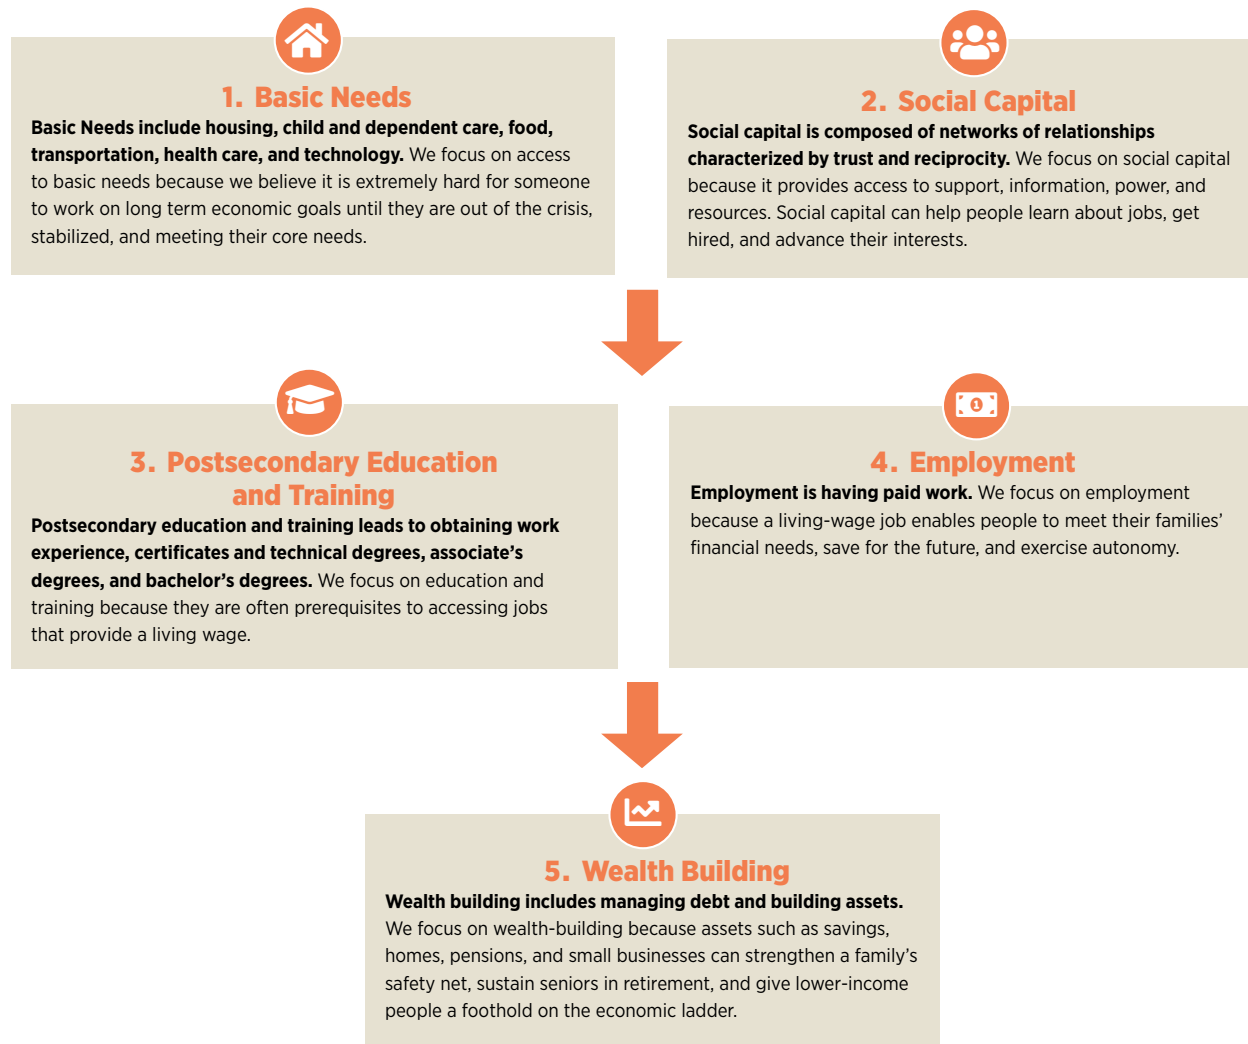 1. Basic Needs
Basic Needs include housing, child and dependent care, food,
transportation, health care, and technology. We focus on access
to basic needs because we believe it is extremely hard for someone
to work on long term economic goals until they are out of the crisis,
stabilized, and meeting their core needs.
2. Social Capital
Social capital is composed of networks of relationships
characterized by trust and reciprocity. We focus on social capital
because it provides access to support, information, power, and
resources. Social capital can help people learn about jobs, get
hired, and advance their interests.
3. Postsecondary Education
and Training
Postsecondary education and training leads to obtaining work
experience, certificates and technical degrees, associate’s
degrees, and bachelor’s degrees. We focus on education and
training because they are often prerequisites to accessing jobs
that provide a living wage.
1
4. Employment
Employment is having paid work. We focus on employment
because a living-wage job enables people to meet their families’
financial needs, save for the future, and exercise autonomy.
5. Wealth Building
Wealth building includes managing debt and building assets.
We focus on wealth-building because assets such as savings,
homes, pensions, and small businesses can strengthen a family’s
safety net, sustain seniors in retirement, and give lower-income
people a foothold on the economic ladder.